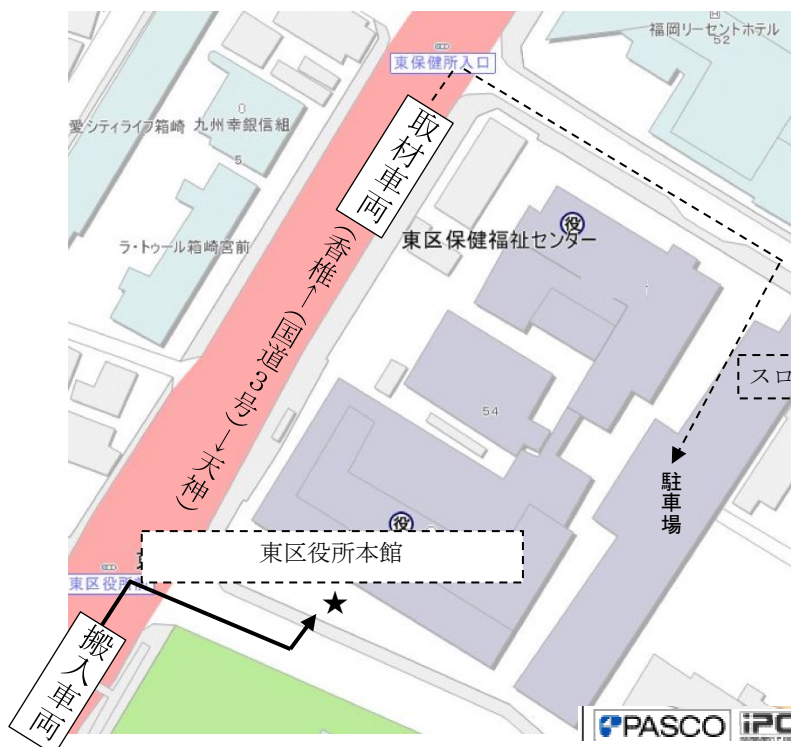 福岡リーセントホテル
52
東保健所入口
愛シティライフ箱崎
九州幸銀信組
5
取材車両
ラ・トゥール箱崎宮前
役
東区保健福祉センター
(香椎←(国道3号)→天神)
スロ
54
駐車場
役
東区役所本館
東区役所
搬入車両
★
PASCO